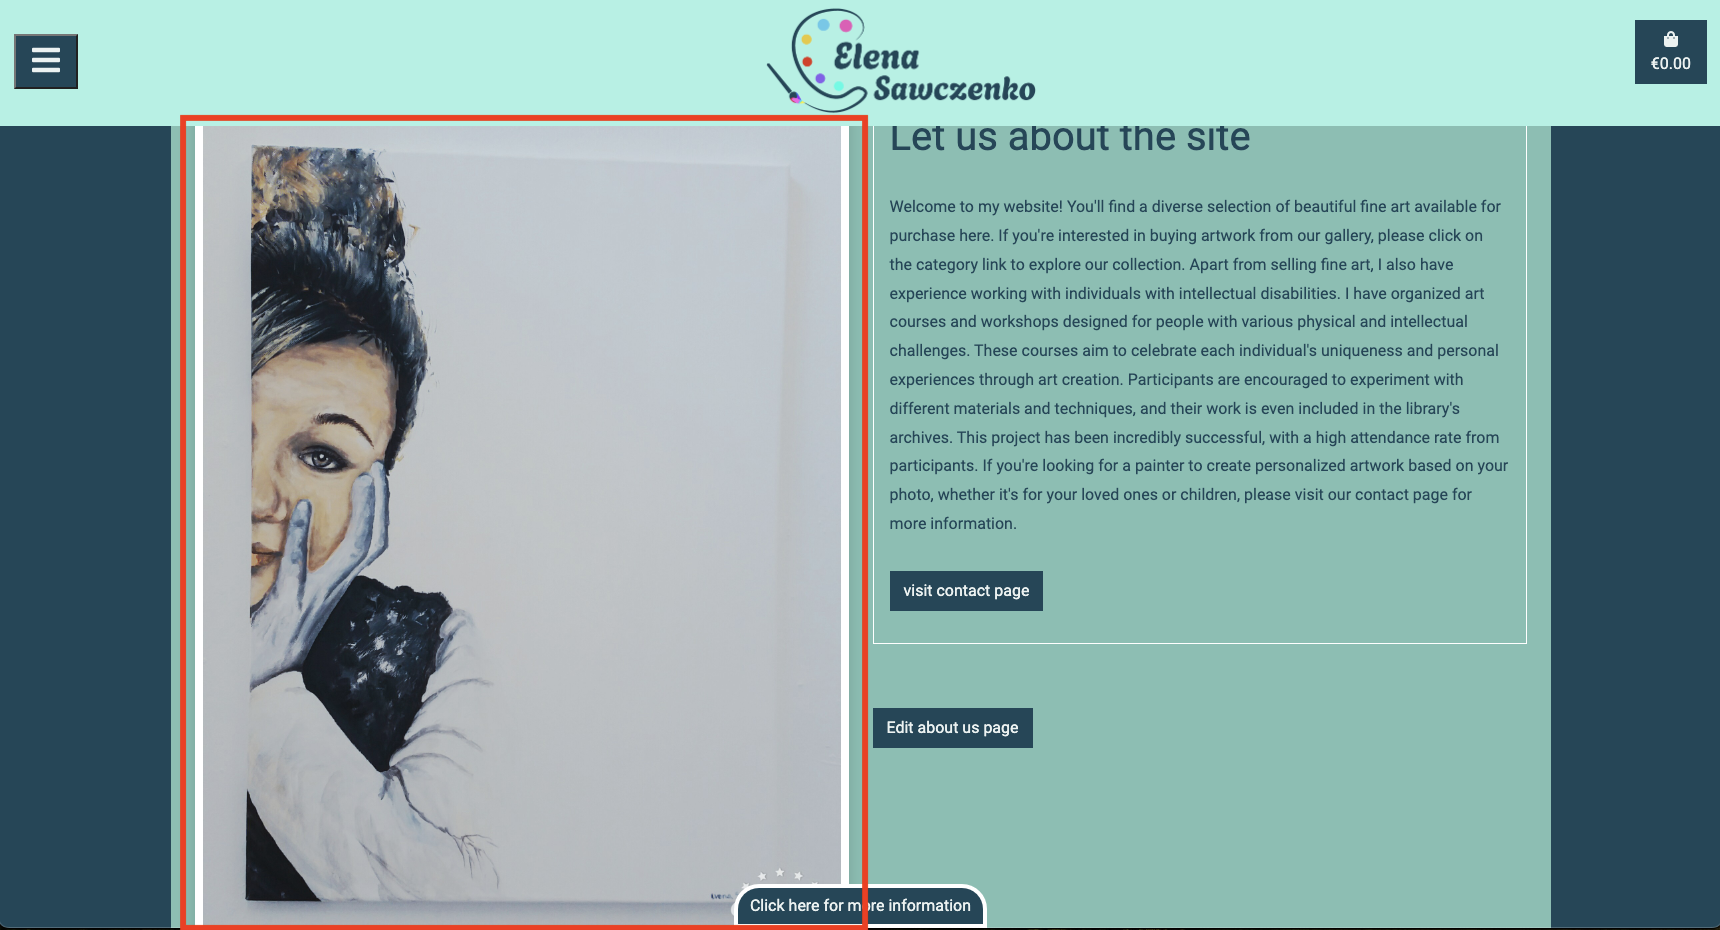 Elena
Sawczenko
€0.00
Let us about the site
Welcome to my website! You'll find a diverse selection of beautiful fine art available for
purchase here. If you're interested in buying artwork from our gallery, please click on
the category link to explore our collection. Apart from selling fine art, I also have
experience working with individuals with intellectual disabilities. I have organized art
courses and workshops designed for people with various physical and intellectual
challenges. These courses aim to celebrate each individual's uniqueness and personal
experiences through art creation. Participants are encouraged to experiment with
different materials and techniques, and their work is even included in the library's
archives. This project has been incredibly successful, with a high attendance rate from
participants. If you're looking for a painter to create personalized artwork based on your
photo, whether it's for your loved ones or children, please visit our contact page for
more information.
visit contact page
Edit about us page
Click here for more information